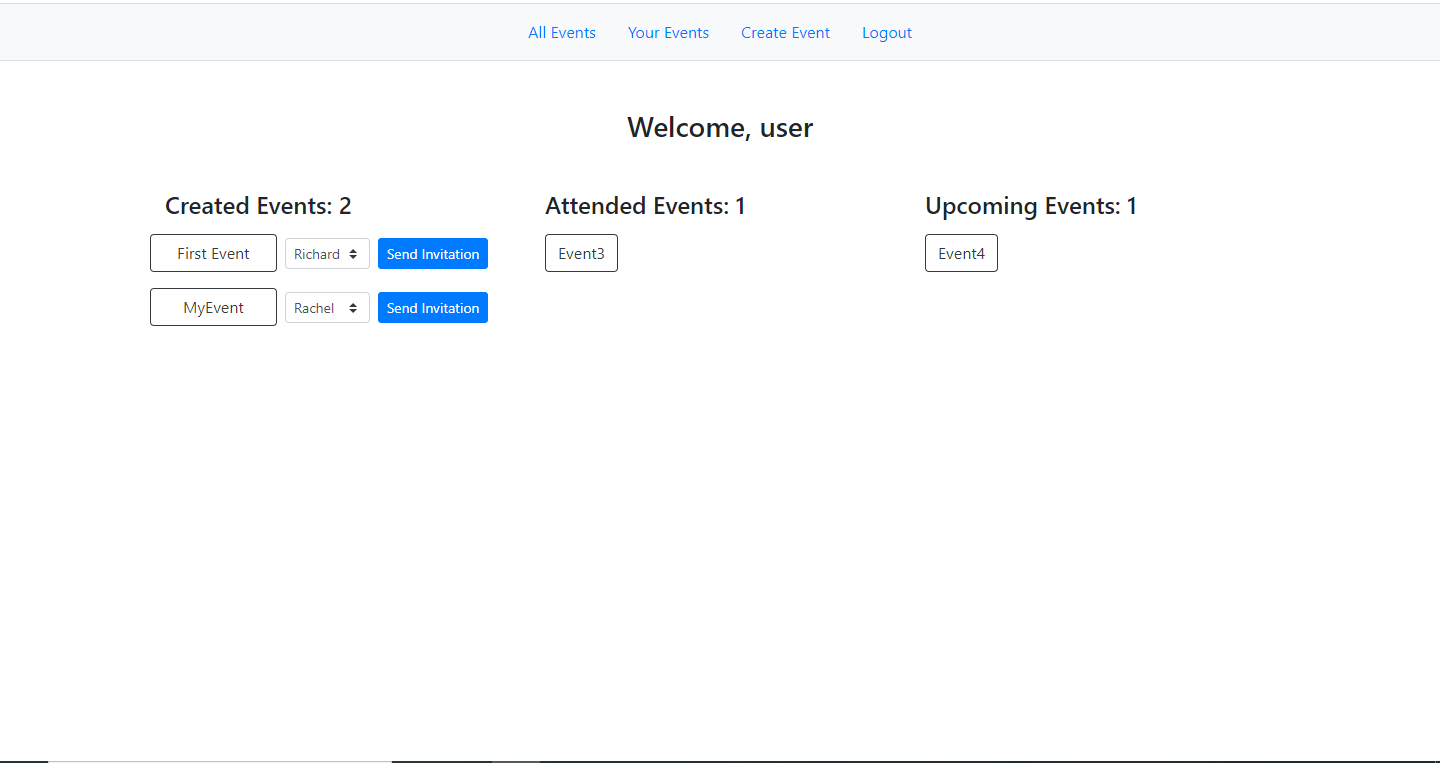 All Events Your Events Create Event Logout
Welcome, user
Created Events: 2
First Event Richard Send Invitation
MyEvent Rachel Send Invitation
Attended Events: 1
Event3
Upcoming Events: 1
Event4